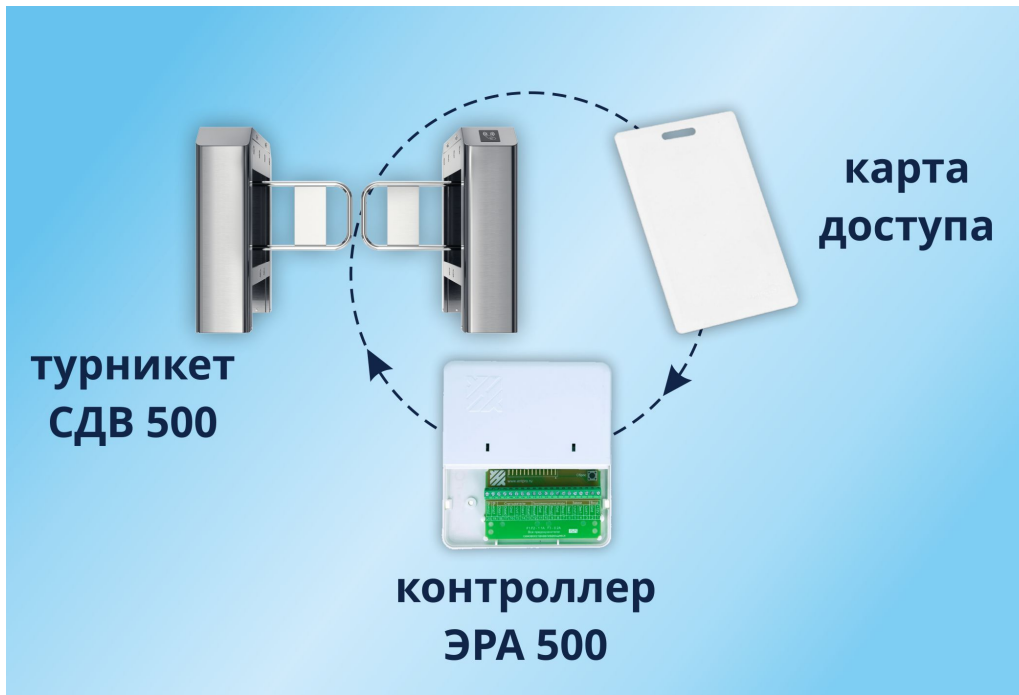 карта
доступа
турникет
СДВ 500
контроллер
ЭРА 500